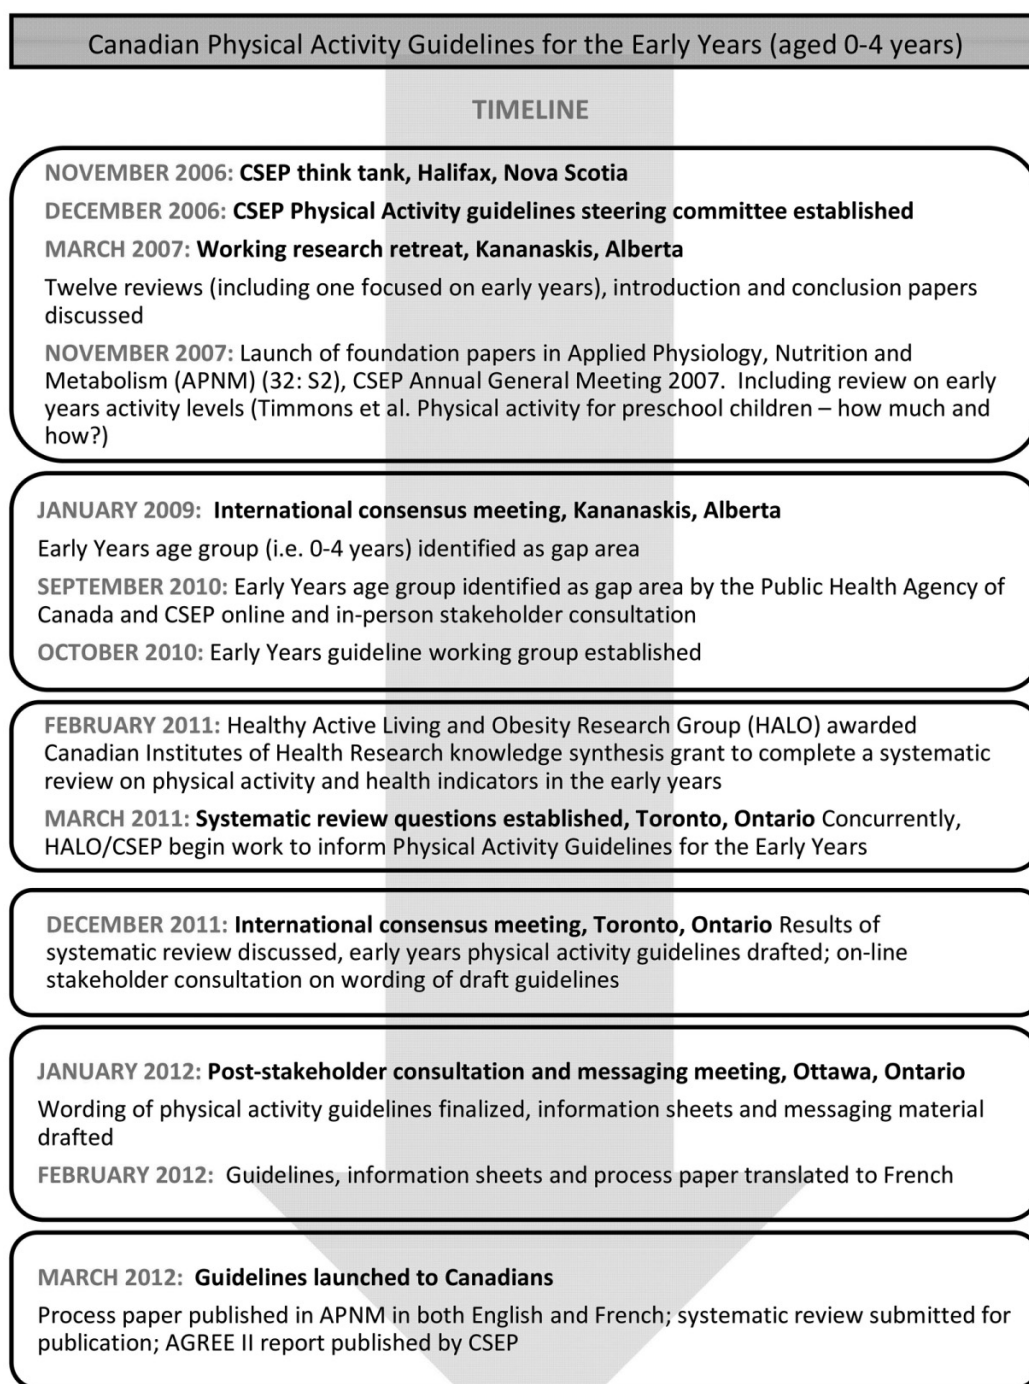 Canadian Physical Activity Guidelines for the Early Years (aged 0-4 years)
TIMELINE
NOVEMBER 2006: CSEP think tank, Halifax, Nova Scotia
DECEMBER 2006: CSEP Physical Activity guidelines steering committee established
MARCH 2007: Working research retreat, Kananaskis, Alberta
Twelve reviews (including one focused on early years), introduction and conclusion papers
discussed
NOVEMBER 2007: Launch of foundation papers in Applied Physiology, Nutrition and
Metabolism (APNM) (32: S2), CSEP Annual General Meeting 2007.  Including review on early
years activity levels (Timmons et al. Physical activity for preschool children – how much and
how?)
JANUARY 2009:  International consensus meeting, Kananaskis, Alberta
Early Years age group (i.e. 0-4 years) identified as gap area
SEPTEMBER 2010: Early Years age group identified as gap area by the Public Health Agency of
Canada and CSEP online and in-person stakeholder consultation
OCTOBER 2010: Early Years guideline working group established
FEBRUARY 2011: Healthy Active Living and Obesity Research Group (HALO) awarded
Canadian Institutes of Health Research knowledge synthesis grant to complete a systematic
review on physical activity and health indicators in the early years
MARCH 2011: Systematic review questions established, Toronto, Ontario Concurrently,
HALO/CSEP begin work to inform Physical Activity Guidelines for the Early Years
DECEMBER 2011: International consensus meeting, Toronto, Ontario Results of
systematic review discussed, early years physical activity guidelines drafted; on-line
stakeholder consultation on wording of draft guidelines
JANUARY 2012: Post-stakeholder consultation and messaging meeting, Ottawa, Ontario
Wording of physical activity guidelines finalized, information sheets and messaging material
drafted
FEBRUARY 2012:  Guidelines, information sheets and process paper translated to French
MARCH 2012:  Guidelines launched to Canadians
Process paper published in APNM in both English and French; systematic review submitted for
publication; AGREE II report published by CSEP